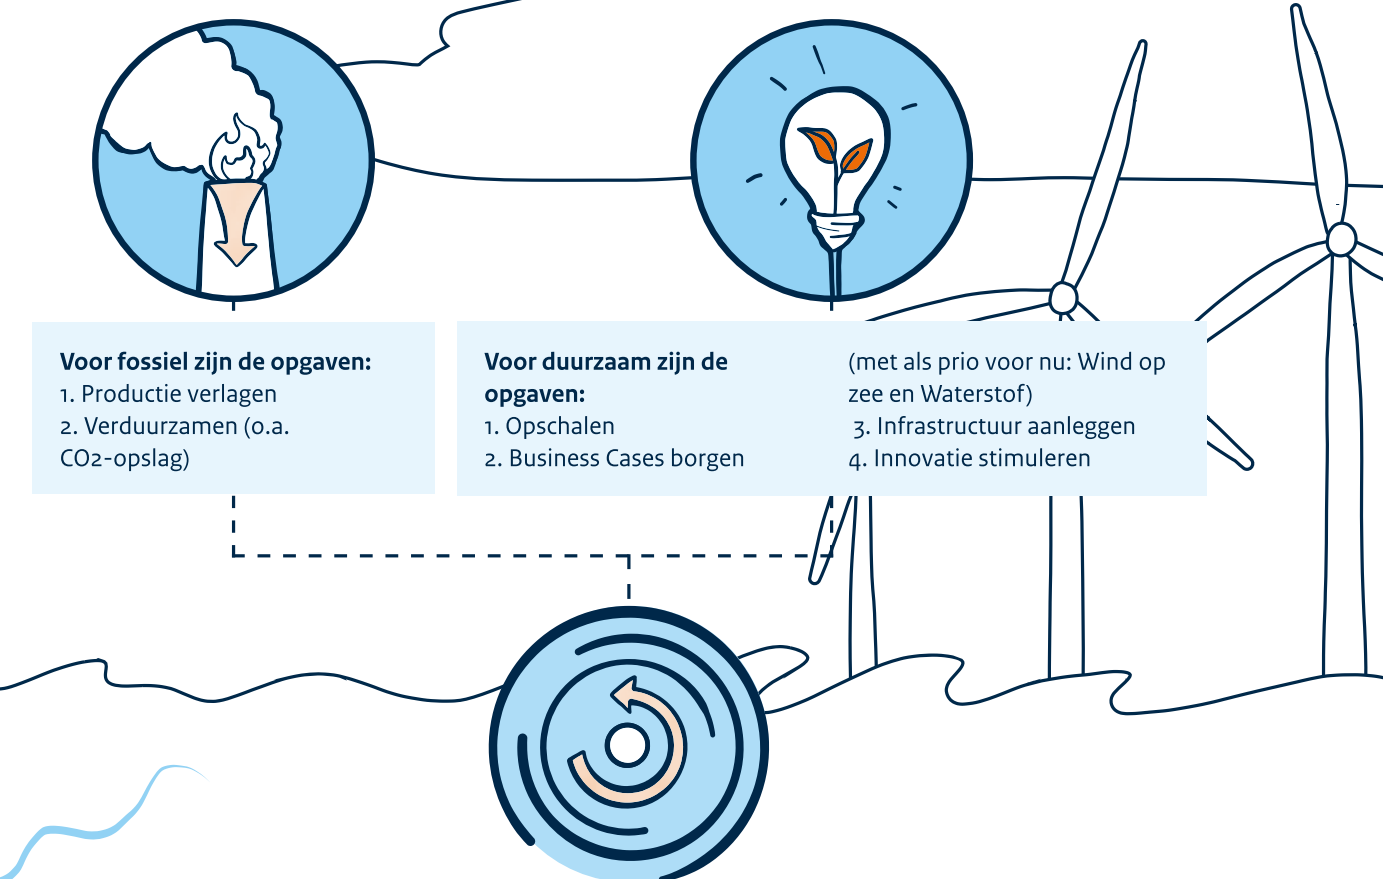 Voor fossiel zijn de opgaven:
1. Productie verlagen
2. Verduurzamen (o.a.
CO2-opslag)
Voor duurzaam zijn de
opgaven:
1. Opschalen
2. Business Cases borgen
(met als prio voor nu: Wind op
zee en Waterstof)
3. Infrastructuur aanleggen
4. Innovatie stimuleren